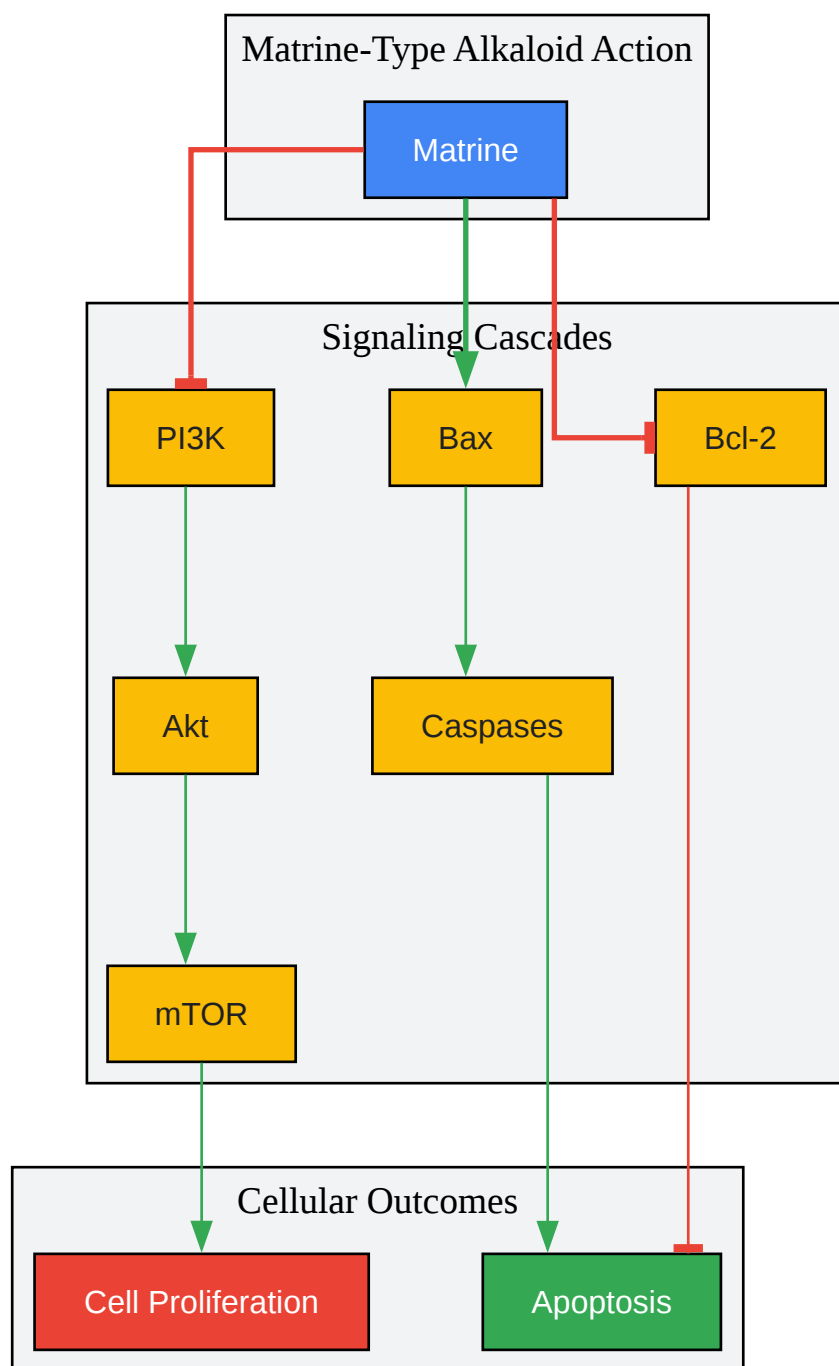 Matrine-Type Alkaloid Action
Matrine
Signaling Cascades
PI3K
Bax
Bcl-2
Akt
Caspases
mTOR
Cellular Outcomes
Cell Proliferation
Apoptosis